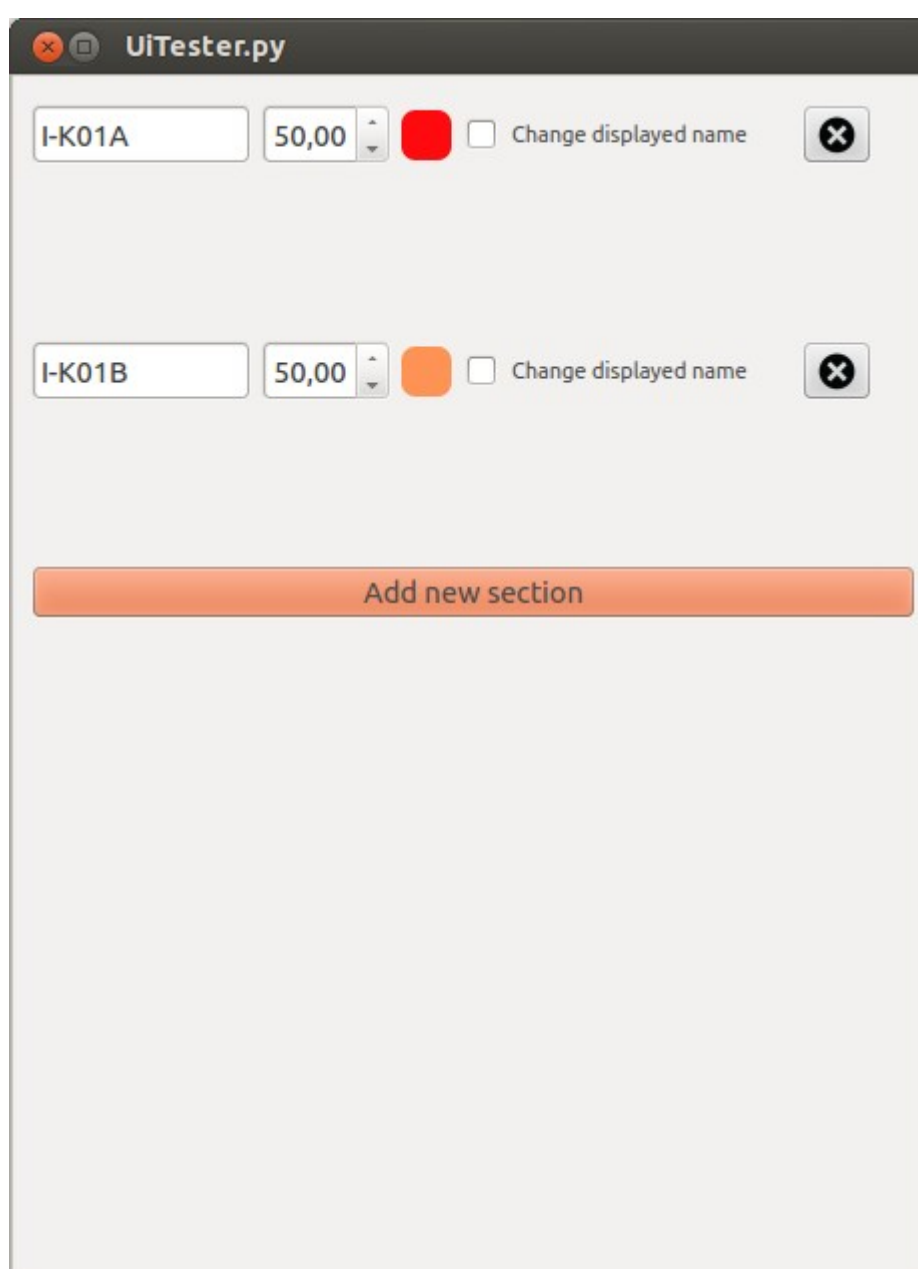 UiTester.py
I-K01A 50,00 Change displayed name
I-K01B 50,00 Change displayed name
Add new section